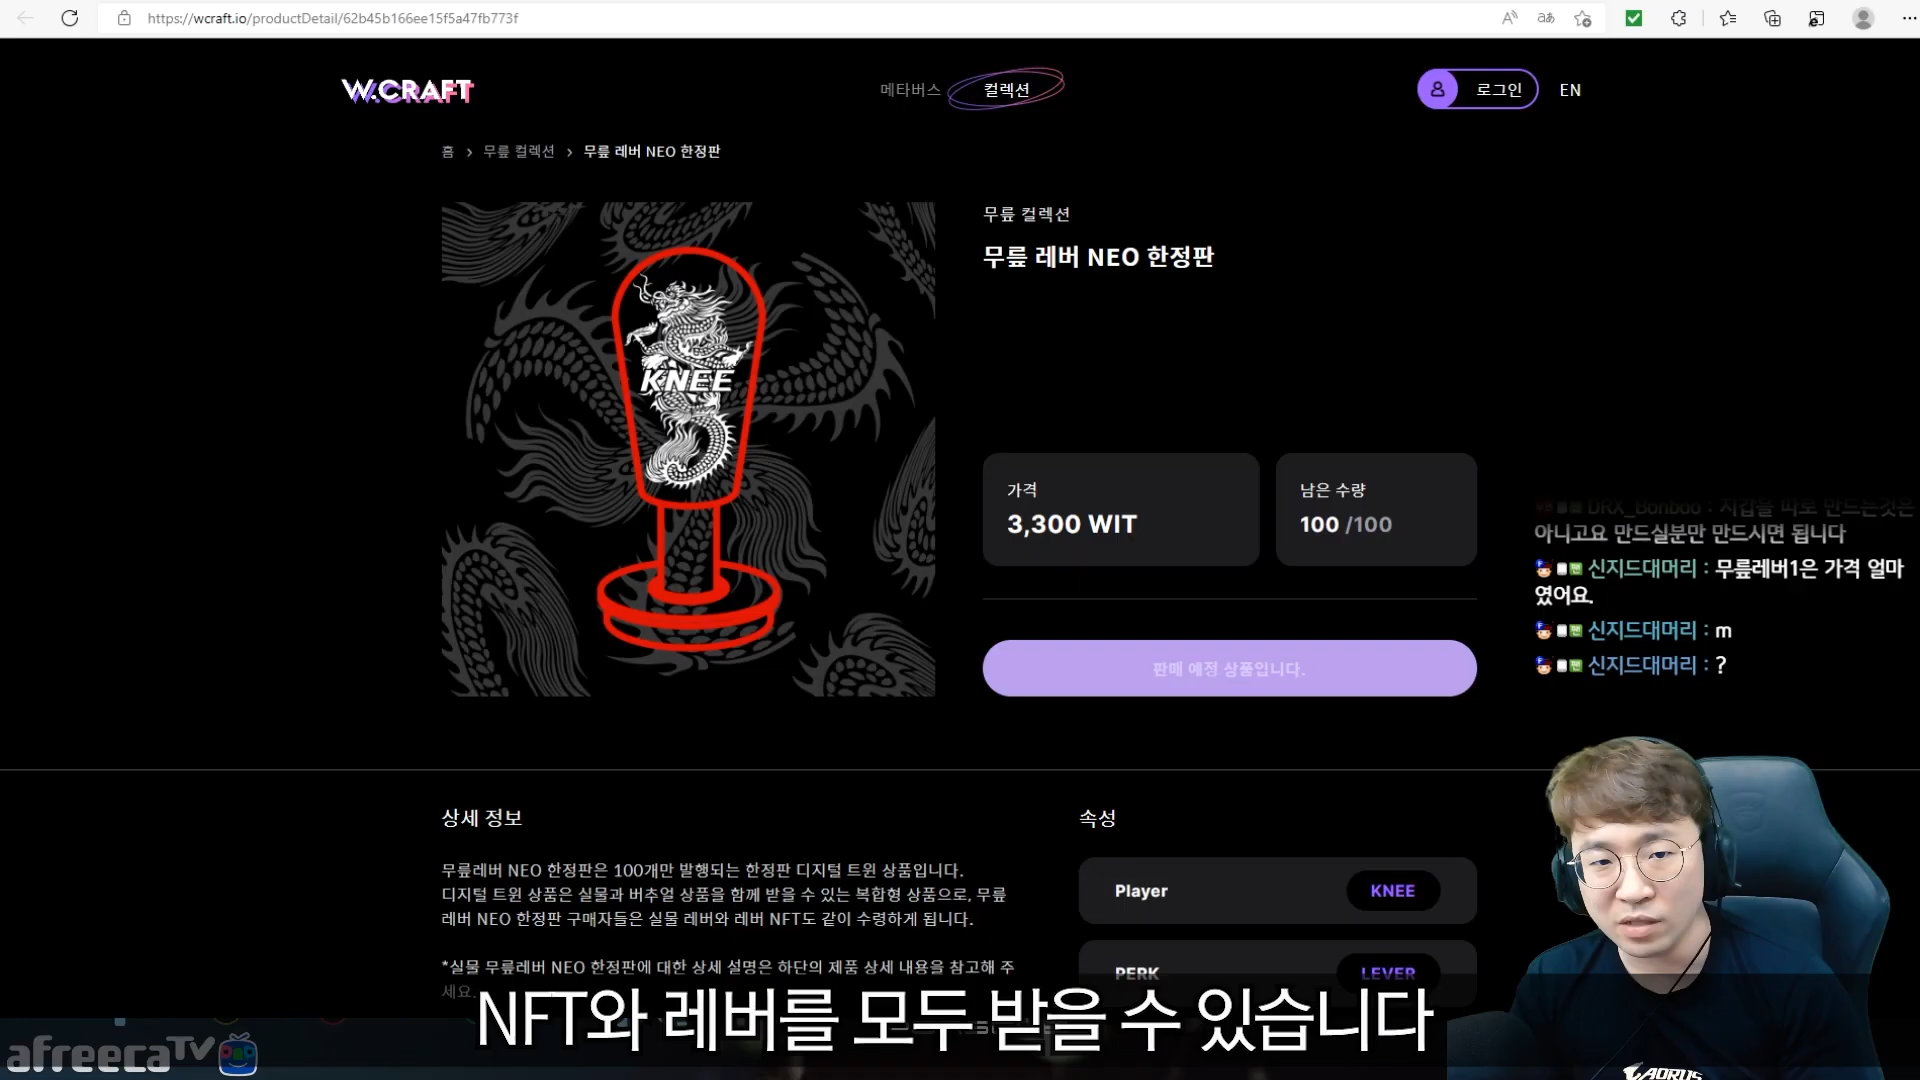 https://wcraft.io/productDetail/62b45b166ee15f5a47fb773f
W.CRAFT
메타버스
컬렉션
로그인
EN
홈 > 무릎 컬렉션 > 무릎 레버 NEO 한정판
무릎 컬렉션
무릎 레버 NEO 한정판
KNEE
가격
3,300 WIT
남은 수량
100 /100
판매 예정 상품입니다.
DRX_Bonboo : 지갑을 따로 만드는것은
아니고요 만드실분만 만드시면 됩니다
신지드대머리 : 무릎레버1은 가격 얼마
였어요.
신지드대머리 : m
신지드대머리 : ?
상세 정보
무릎레버 NEO 한정판은 100개만 발행되는 한정판 디지털 트윈 상품입니다.
디지털 트윈 상품은 실물과 버추얼 상품을 함께 받을 수 있는 복합형 상품으로, 무릎
레버 NEO 한정판 구매자들은 실물 레버와 레버 NFT도 같이 수령하게 됩니다.
*실물 무릎레버 NEO 한정판에 대한 상세 설명은 하단의 제품 상세 내용을 참고해 주
세요.
속성
Player
KNEE
PERK
LEVER
NFT와 레버를 모두 받을 수 있습니다
afreecaTV
AORUS